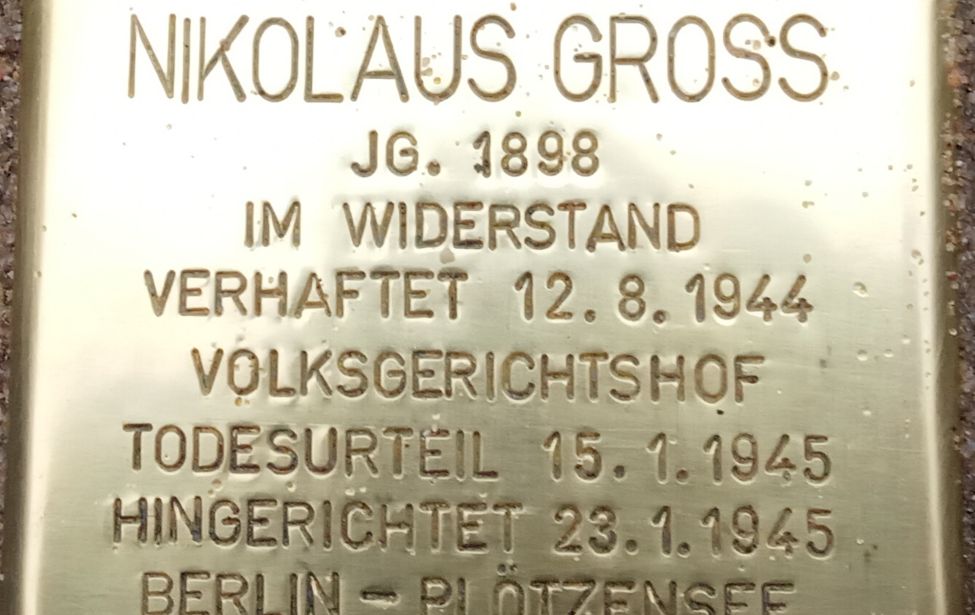 NIKOLAUS GROSS
JG. 1898
IM WIDERSTAND
VERHAFTET 12.8.1944
VOLKSGERICHTSHOF
TODESURTEIL 15.1.1945
HINGERICHTET 23.1.1945
BERLIN - PLÖTZENSEE